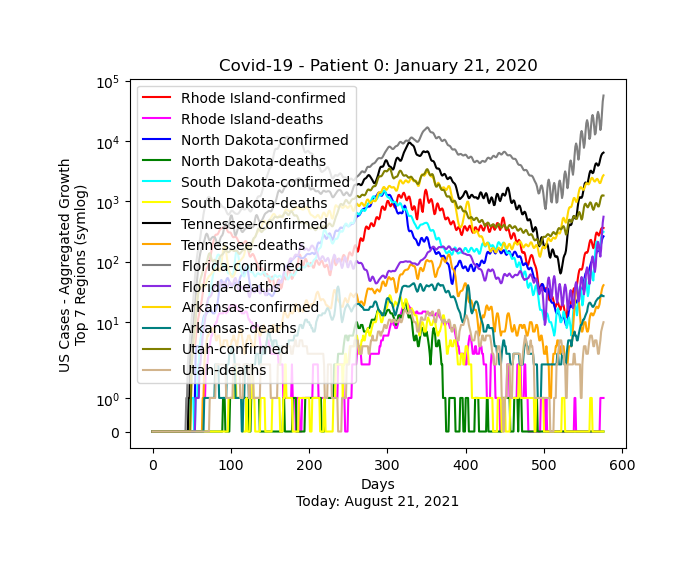 Covid-19 - Patient 0: January 21, 2020
US Cases - Aggregated Growth
Top 7 Regions (symlog)
10^5
10^4
10^3
10^2
10^1
10^0
0
Rhode Island-confirmed
Rhode Island-deaths
North Dakota-confirmed
North Dakota-deaths
South Dakota-confirmed
South Dakota-deaths
Tennessee-confirmed
Tennessee-deaths
Florida-confirmed
Florida-deaths
Arkansas-confirmed
Arkansas-deaths
Utah-confirmed
Utah-deaths
0 100 200 300 400 500 600
Days
Today: August 21, 2021